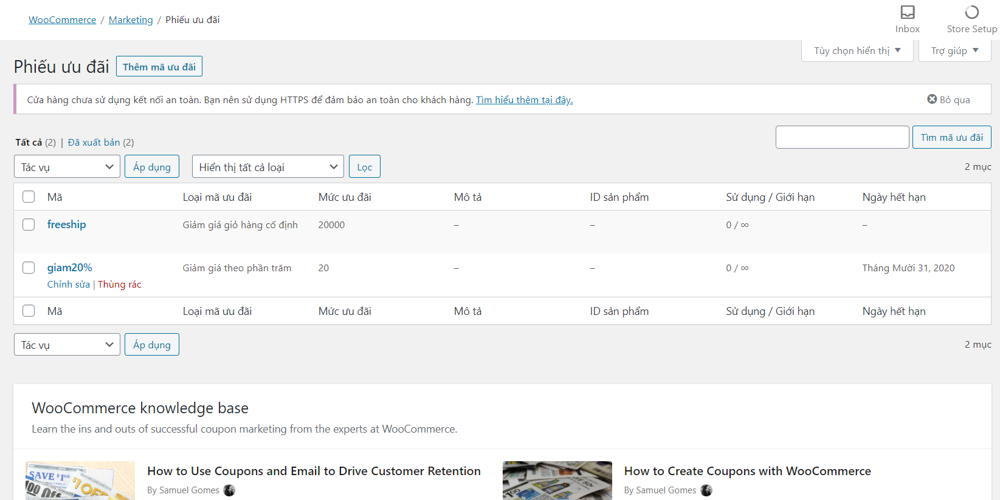 WooCommerce / Marketing / Phiếu ưu đãi
Inbox
Store Setup
Tùy chọn hiển thị
Trợ giúp
Phiếu ưu đãi
Thêm mã ưu đãi
Cửa hàng chưa sử dụng kết nối an toàn. Bạn nên sử dụng HTTPS để đảm bảo an toàn cho khách hàng. Tìm hiểu thêm tại đây.
Bỏ qua
Tất cả (2) | Đã xuất bản (2)
Tìm mã ưu đãi
Tác vụ
Áp dụng
Hiển thị tất cả loại
Lọc
2 mục
Mã Loại mã ưu đãi Mức ưu đãi Mô tả ID sản phẩm Sử dụng / Giới hạn Ngày hết hạn
freeship Giảm giá giỏ hàng cố định 20000 – – 0 / ∞ –
giam20% Giảm giá theo phần trăm 20 – – 0 / ∞ Tháng Mười 31, 2020
Chỉnh sửa | Thùng rác
Mã Loại mã ưu đãi Mức ưu đãi Mô tả ID sản phẩm Sử dụng / Giới hạn Ngày hết hạn
Tác vụ
Áp dụng
2 mục
WooCommerce knowledge base
Learn the ins and outs of successful coupon marketing from the experts at WooCommerce.
SAVE $100
$1OFF
How to Use Coupons and Email to Drive Customer Retention
By Samuel Gomes
How to Create Coupons with WooCommerce
By Samuel Gomes